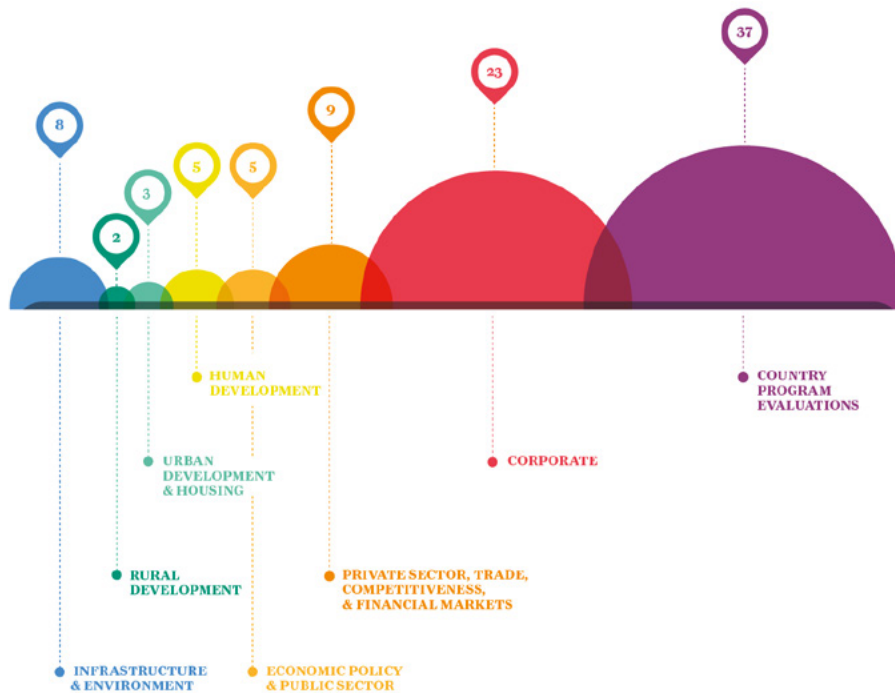 37
23
9
8
5
5
3
2
HUMAN
DEVELOPMENT
COUNTRY
PROGRAM
EVALUATIONS
URBAN
DEVELOPMENT
& HOUSING
CORPORATE
RURAL
DEVELOPMENT
PRIVATE SECTOR, TRADE,
COMPETITIVENESS,
& FINANCIAL MARKETS
INFRASTRUCTURE
& ENVIRONMENT
ECONOMIC POLICY
& PUBLIC SECTOR